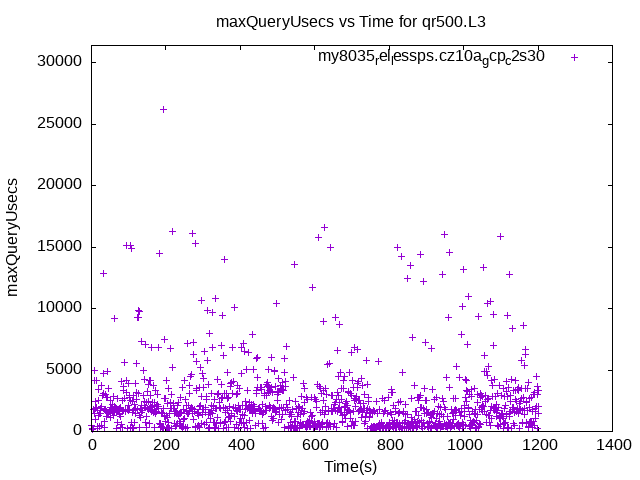 maxQueryUsecs vs Time for qr500.L3
my8035_rel_lessps.cz10a_gcp_c2s30
30000
25000
20000
15000
10000
5000
0
maxQueryUsecs
0 200 400 600 800 1000 1200 1400
Time(s)